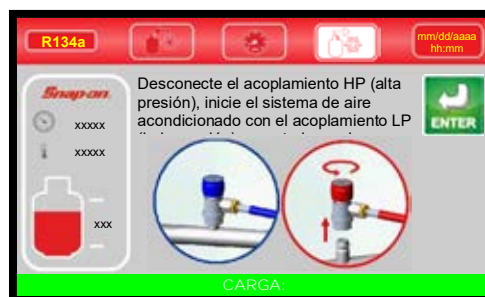 R134a
mm/dd/aaaa
hh:mm
Snap-on
xxxxx
xxxxx
xxx
Desconecte el acoplamiento HP (alta
presión), inicie el sistema de aire
acondicionado con el acoplamiento LP
ENTER
CARGA: